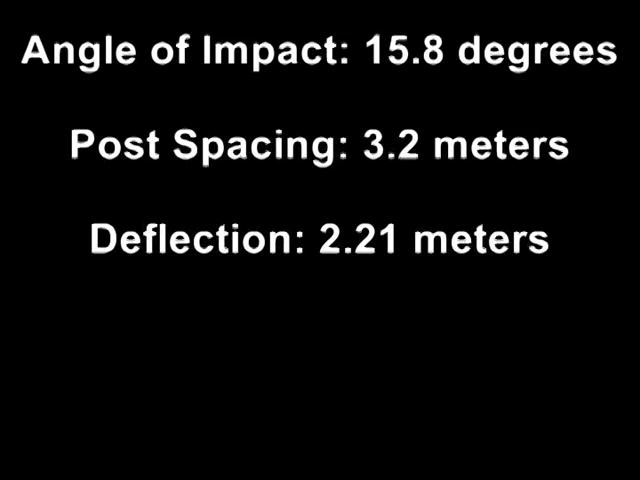 Angle of Impact: 15.8 degrees
Post Spacing: 3.2 meters
Deflection: 2.21 meters